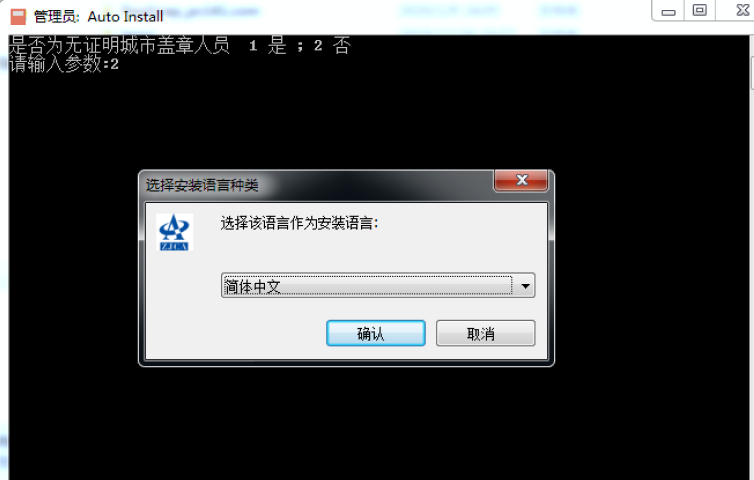 管理员: Auto Install
是否为无证明城市盖章人员 1 是 ; 2 否
请输入参数:2
选择安装语言种类
选择该语言作为安装语言:
ZJCA
简体中文
确认
取消